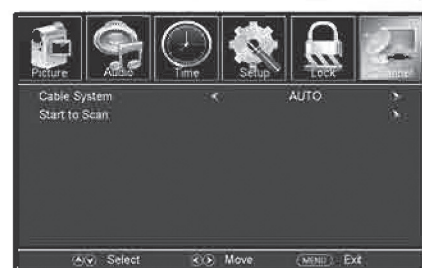 Picture Audio Time Setup Lock
Cable System AUTO
Start to Scan
Select Move MENU Exit